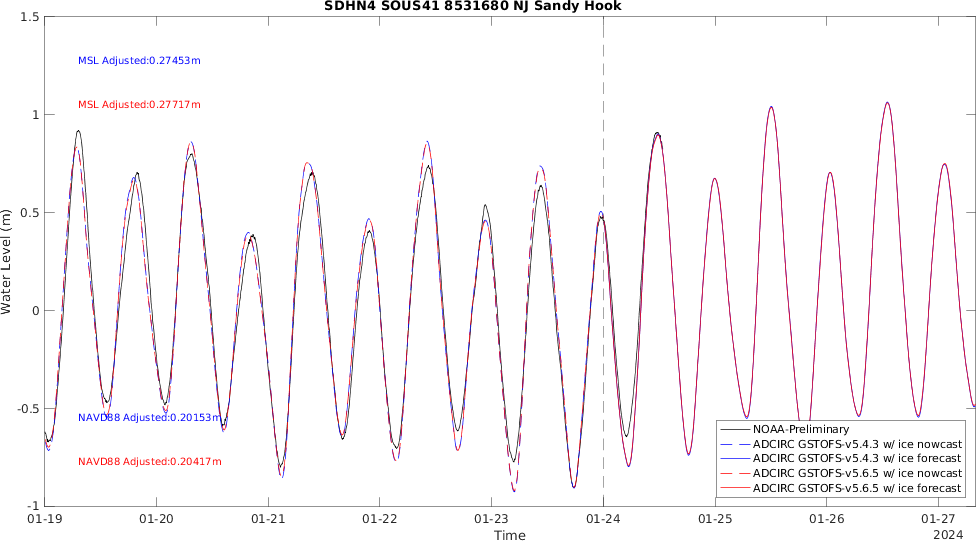 SDHN4 SOUS41 8531680 NJ Sandy Hook
1.5
1
0.5
0
-0.5
-1
Water Level (m)
MSL Adjusted:0.27453m
MSL Adjusted:0.27717m
NAVD88 Adjusted:0.20153m
NAVD88 Adjusted:0.20417m
NOAA-Preliminary
ADCIRC GSTOFS-v5.4.3 w/ ice nowcast
ADCIRC GSTOFS-v5.4.3 w/ ice forecast
ADCIRC GSTOFS-v5.6.5 w/ ice nowcast
ADCIRC GSTOFS-v5.6.5 w/ ice forecast
01-19 01-20 01-21 01-22 01-23 01-24 01-25 01-26 01-27
Time
2024